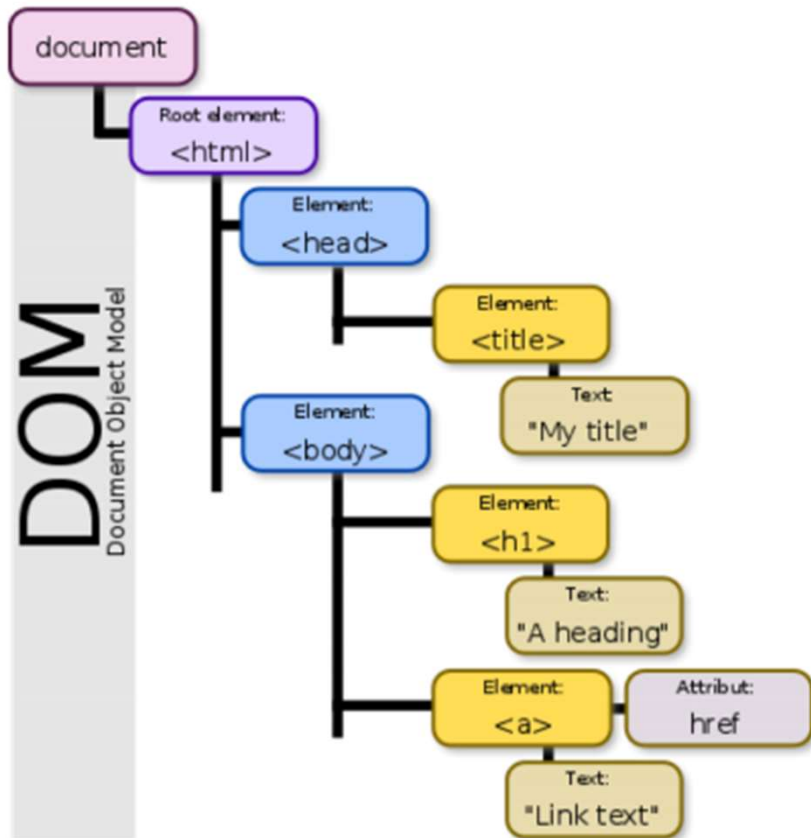 document
Root element:
<html>
Element:
<head>
Element:
<title>
Text
"My title"
Element:
<body>
Element:
<h1>
Text:
"A heading"
Element:
<a>
Attribut:
href
Text:
"Link text"
DOM
Document Object Model